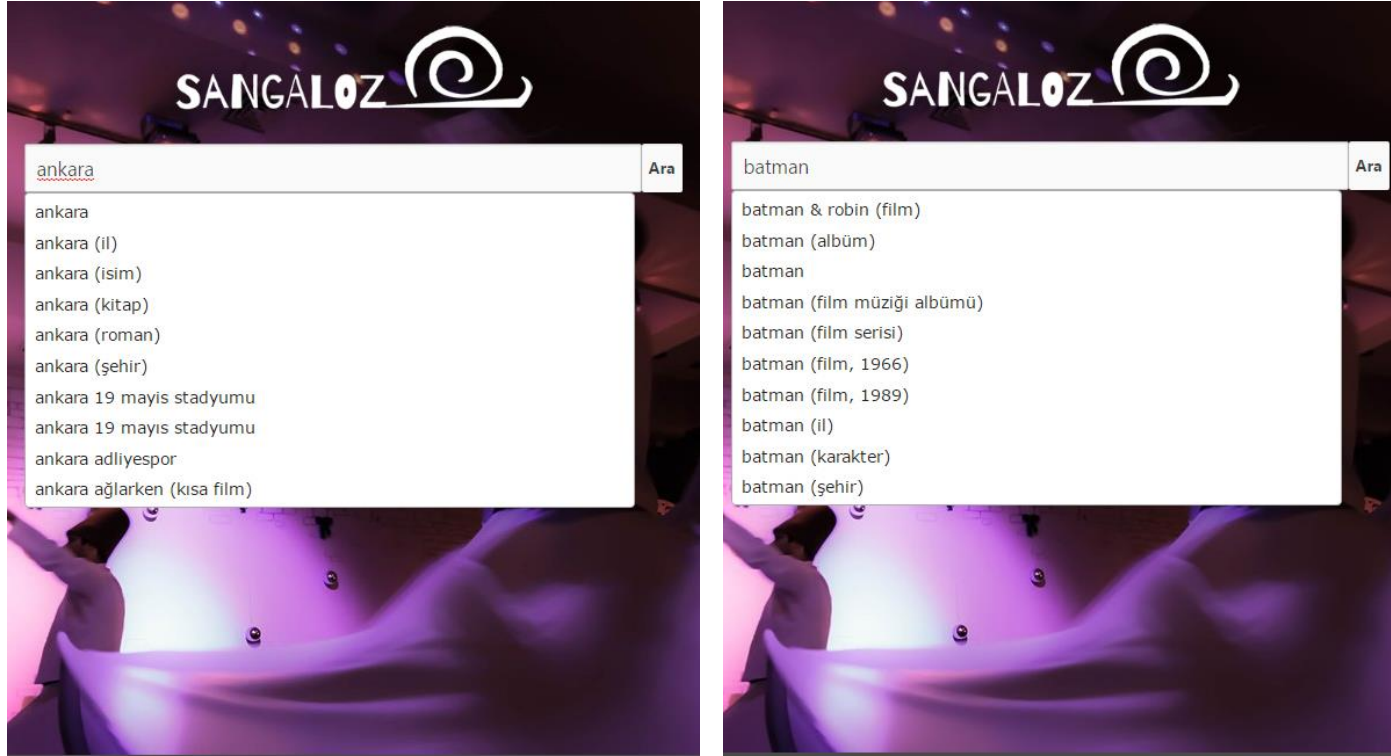 SANGALOZ
ankara
Ara
ankara
ankara (il)
ankara (isim)
ankara (kitap)
ankara (roman)
ankara (şehir)
ankara 19 mayis stadyumu
ankara 19 mayıs stadyumu
ankara adliyespor
ankara ağlarken (kısa film)
SANGALOZ
batman
Ara
batman & robin (film)
batman (albüm)
batman
batman (film müziği albümü)
batman (film serisi)
batman (film, 1966)
batman (film, 1989)
batman (il)
batman (karakter)
batman (şehir)